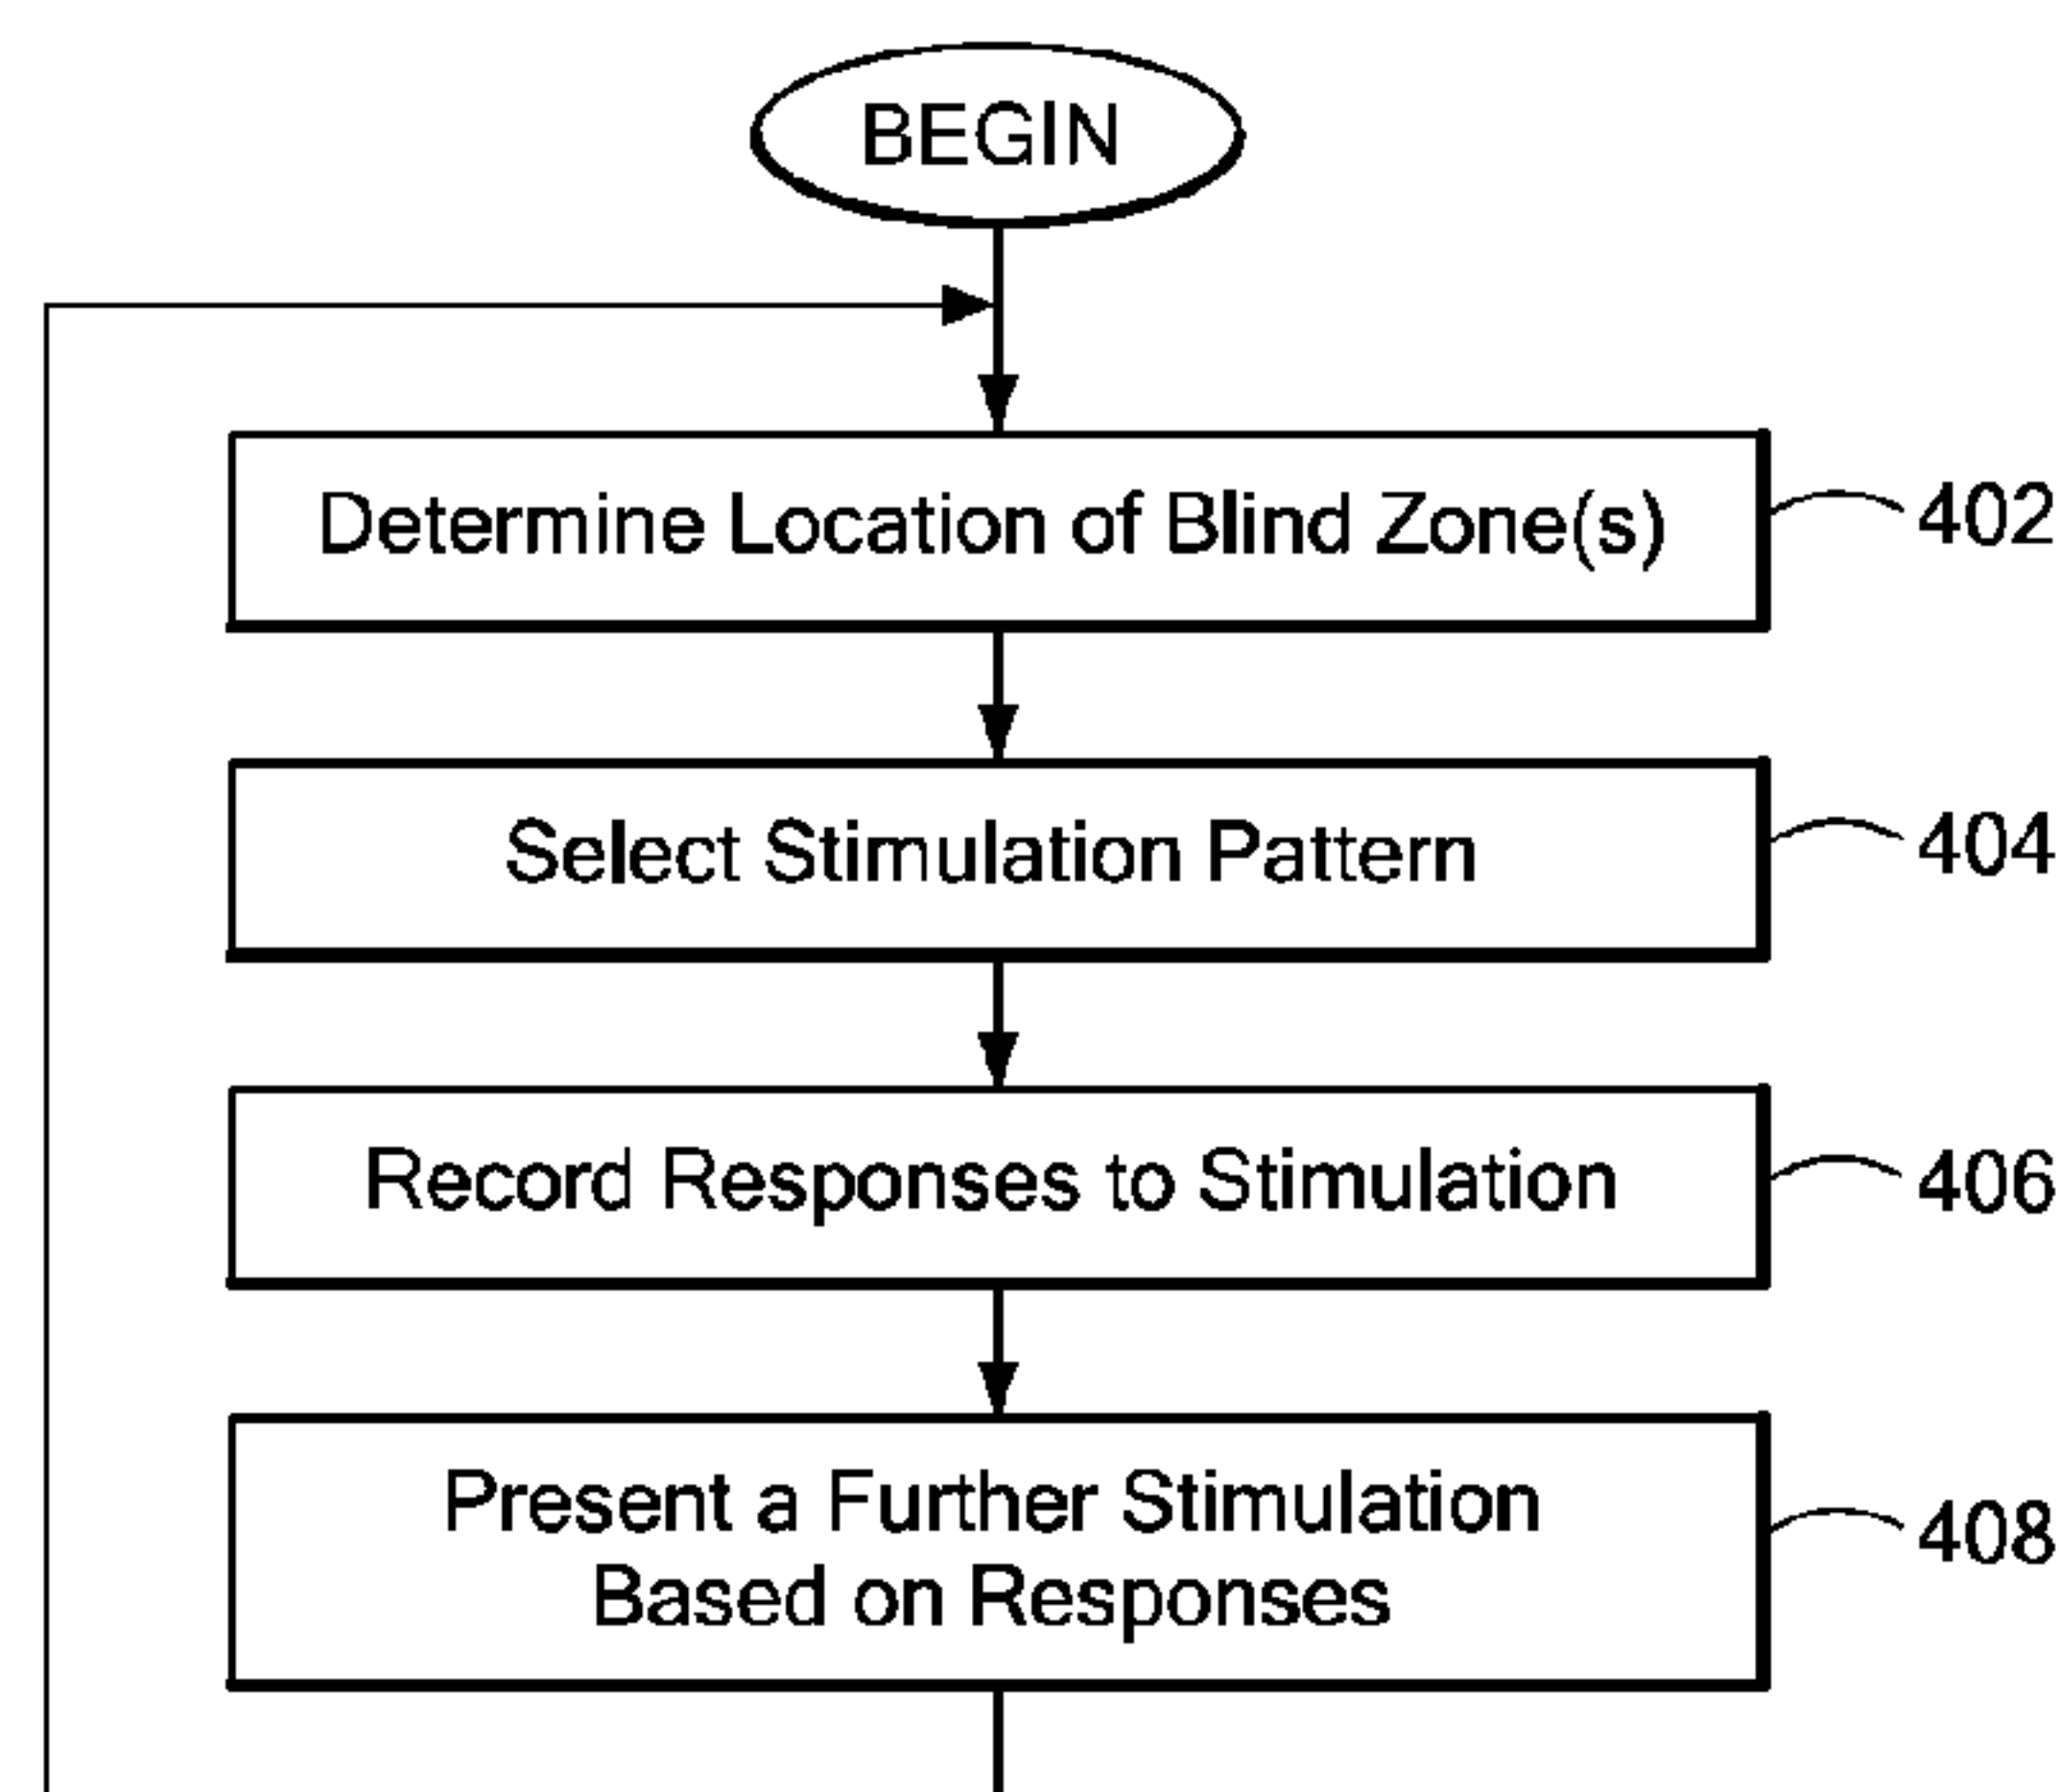 BEGIN
Determine Location of Blind Zone(s)
402
Select Stimulation Pattern
404
Record Responses to Stimulation
406
Present a Further Stimulation
Based on Responses
408